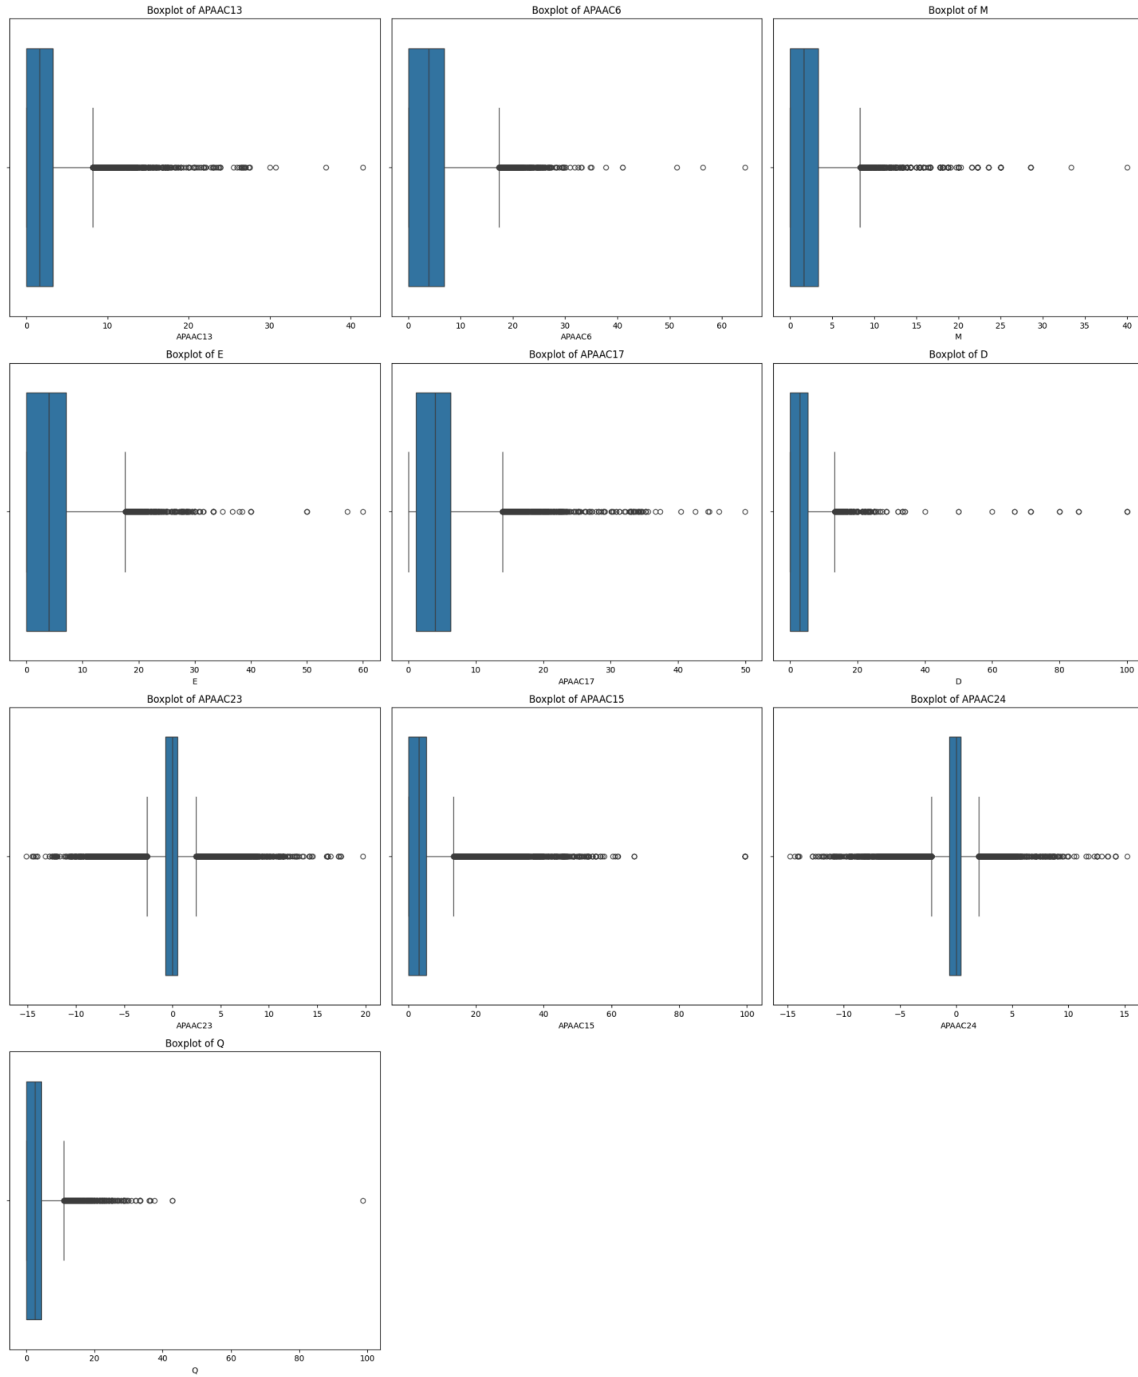 Boxplot of APAAC13
0 10 20 30 40
APAAC13
Boxplot of APAAC6
0 10 20 30 40 50 60
APAAC6
Boxplot of M
0 5 10 15 20 25 30 35 40
M
Boxplot of E
0 10 20 30 40 50 60
E
Boxplot of APAAC17
0 10 20 30 40 50
APAAC17
Boxplot of D
0 20 40 60 80 100
D
Boxplot of APAAC23
−15 −10 −5 0 5 10 15 20
APAAC23
Boxplot of APAAC15
0 20 40 60 80 100
APAAC15
Boxplot of APAAC24
−15 −10 −5 0 5 10 15
APAAC24
Boxplot of Q
0 20 40 60 80 100
Q